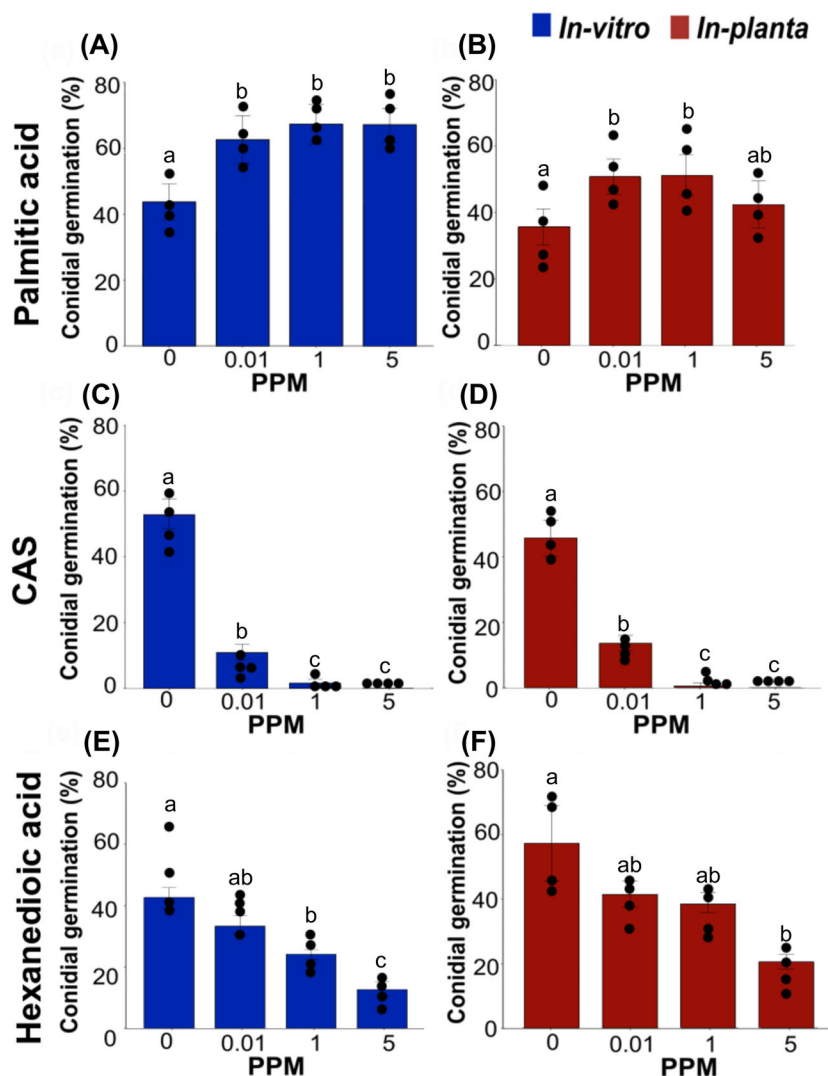 In-vitro In-planta
(A) (B)
Palmitic acid
Conidial germination (%)
80
60
40
20
0
a b b b
0 0.01 1 5
PPM
Conidial germination (%)
80
60
40
20
0
a b b ab
0 0.01 1 5
PPM
(C) (D)
CAS
Conidial germination (%)
80
60
40
20
0
a b c c
0 0.01 1 5
PPM
Conidial germination (%)
80
60
40
20
0
a b c c
0 0.01 1 5
PPM
(E) (F)
Hexanedioic acid
Conidial germination (%)
80
60
40
20
0
a ab b c
0 0.01 1 5
PPM
Conidial germination (%)
80
60
40
20
0
a ab ab b
0 0.01 1 5
PPM